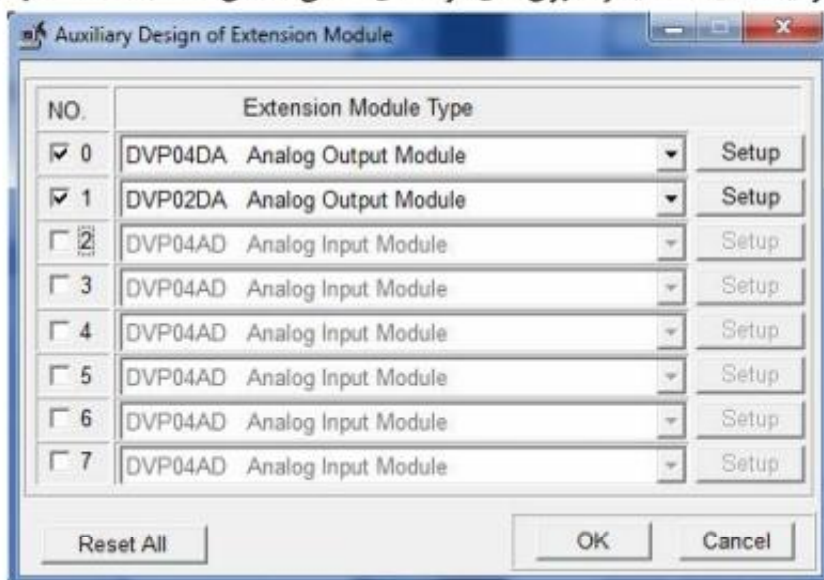 Auxiliary Design of Extension Module
NO. Extension Module Type
0 DVP04DA Analog Output Module Setup
1 DVP02DA Analog Output Module Setup
2 DVP04AD Analog Input Module Setup
3 DVP04AD Analog Input Module Setup
4 DVP04AD Analog Input Module Setup
5 DVP04AD Analog Input Module Setup
6 DVP04AD Analog Input Module Setup
7 DVP04AD Analog Input Module Setup
Reset All OK Cancel